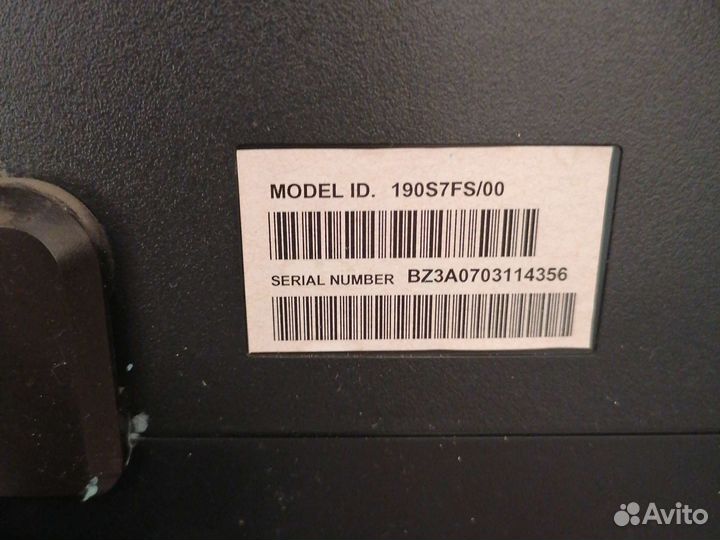 MODEL ID. 190S7FS/00
SERIAL NUMBER BZ3A0703114356
Avito